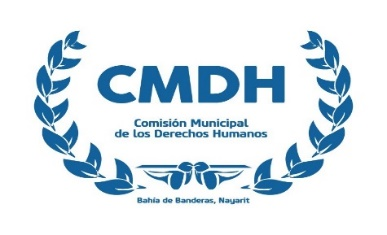 CMDH
Comisión Municipal
de los Derechos Humanos
Bahía de Banderas, Nayarit